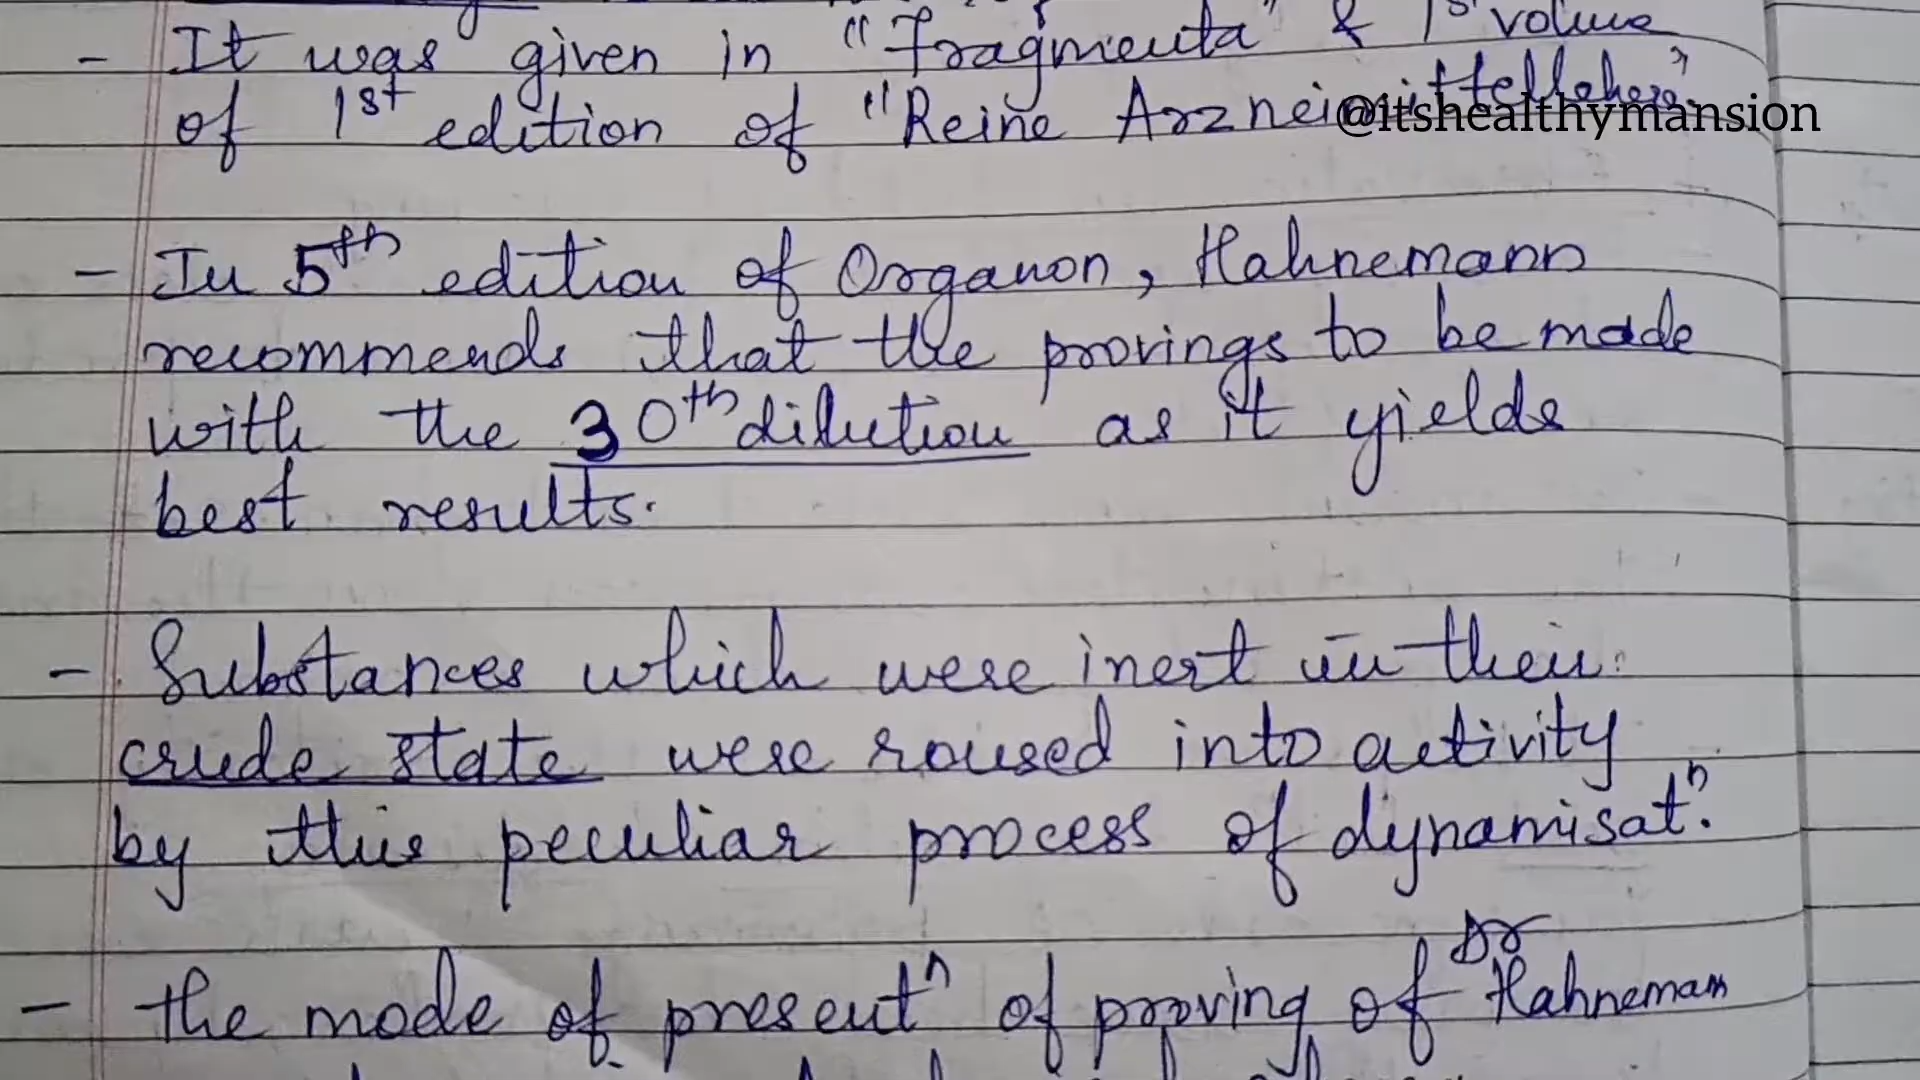 - It was given in "Fragmenta" & 1st volume
of 1st edition of "Reine Arzneimittellehere"
@itshealthymansion
- In 5th edition of Organon, Hahnemann
recommends that the provings to be made
with the 30th dilution as it yields
best results.
- Substances which were inert in their
crude state were roused into activity
by this peculiar process of dynamisatn.
- the mode of presentn of proving of Dr Hahnemann